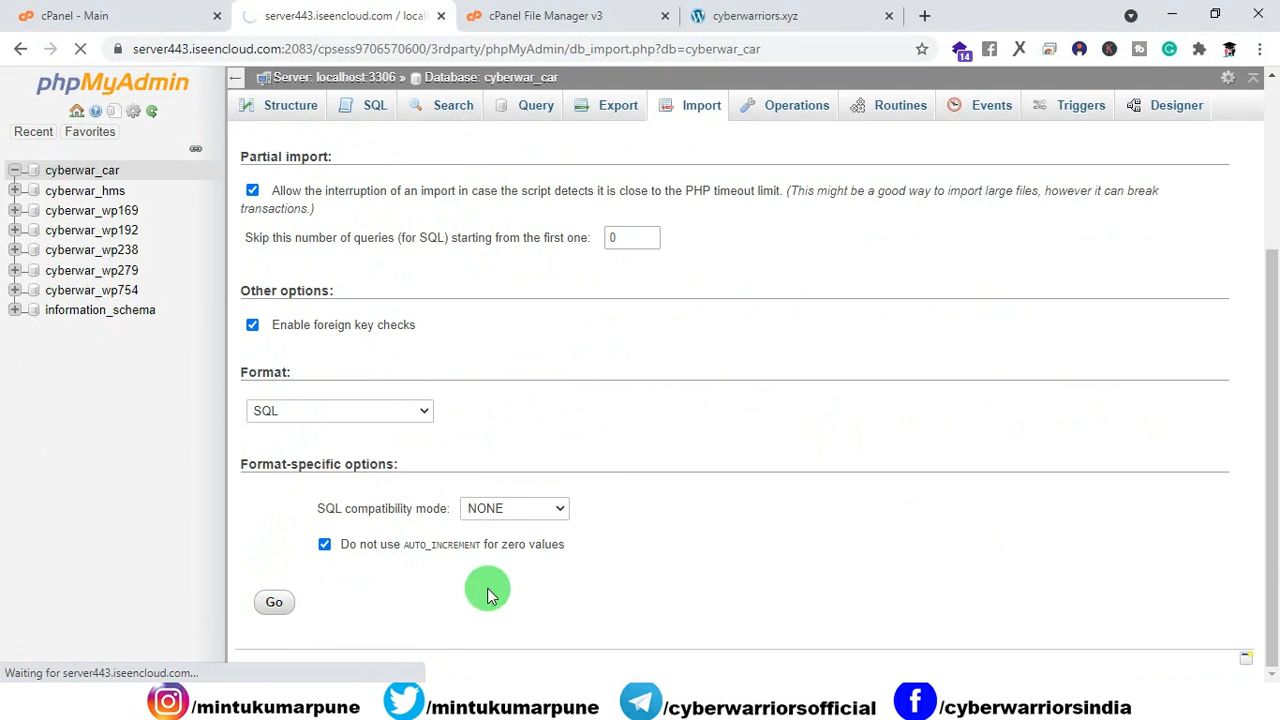 cPanel - Main
server443.iseencloud.com / local
cPanel File Manager v3
cyberwarriors.xyz
server443.iseencloud.com:2083/cpsess9706570600/3rdparty/phpMyAdmin/db_import.php?db=cyberwar_car
14
phpMyAdmin
Recent
Favorites
cyberwar_car
cyberwar_hms
cyberwar_wp169
cyberwar_wp192
cyberwar_wp238
cyberwar_wp279
cyberwar_wp754
information_schema
Server: localhost:3306 » Database: cyberwar_car
Structure
SQL
Search
Query
Export
Import
Operations
Routines
Events
Triggers
Designer
Partial import:
Allow the interruption of an import in case the script detects it is close to the PHP timeout limit. (This might be a good way to import large files, however it can break
transactions.)
Skip this number of queries (for SQL) starting from the first one: 0
Other options:
Enable foreign key checks
Format:
SQL
Format-specific options:
SQL compatibility mode: NONE
Do not use AUTO_INCREMENT for zero values
Go
Waiting for server443.iseencloud.com...
/mintukumarpune
/mintukumarpune
/cyberwarriorsofficial
/cyberwarriorsindia